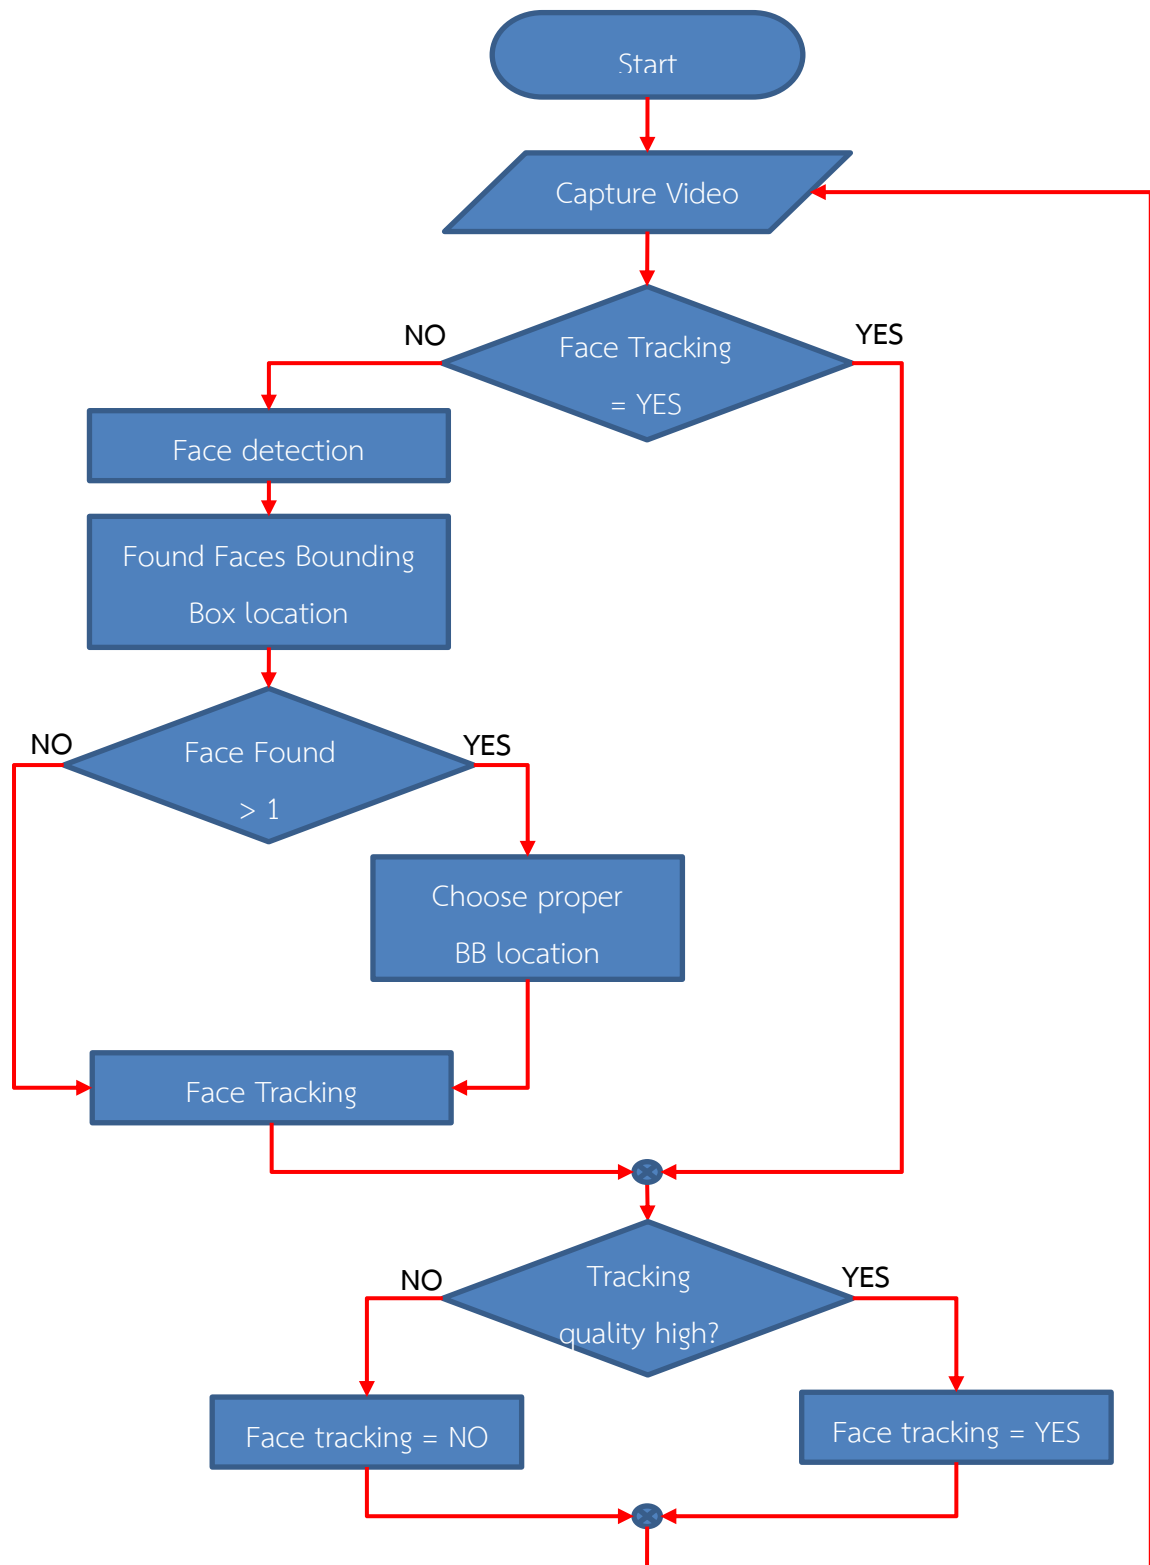 Start
Capture Video
NO
YES
Face Tracking
= YES
Face detection
Found Faces Bounding
Box location
NO
YES
Face Found
> 1
Choose proper
BB location
Face Tracking
NO
YES
Tracking
quality high?
Face tracking = NO
Face tracking = YES